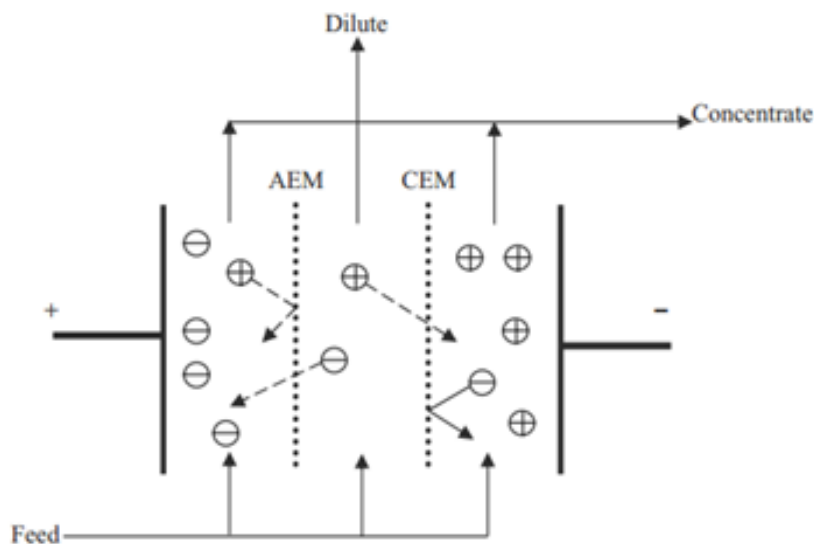 Dilute
Concentrate
AEM
CEM
+
-
Feed